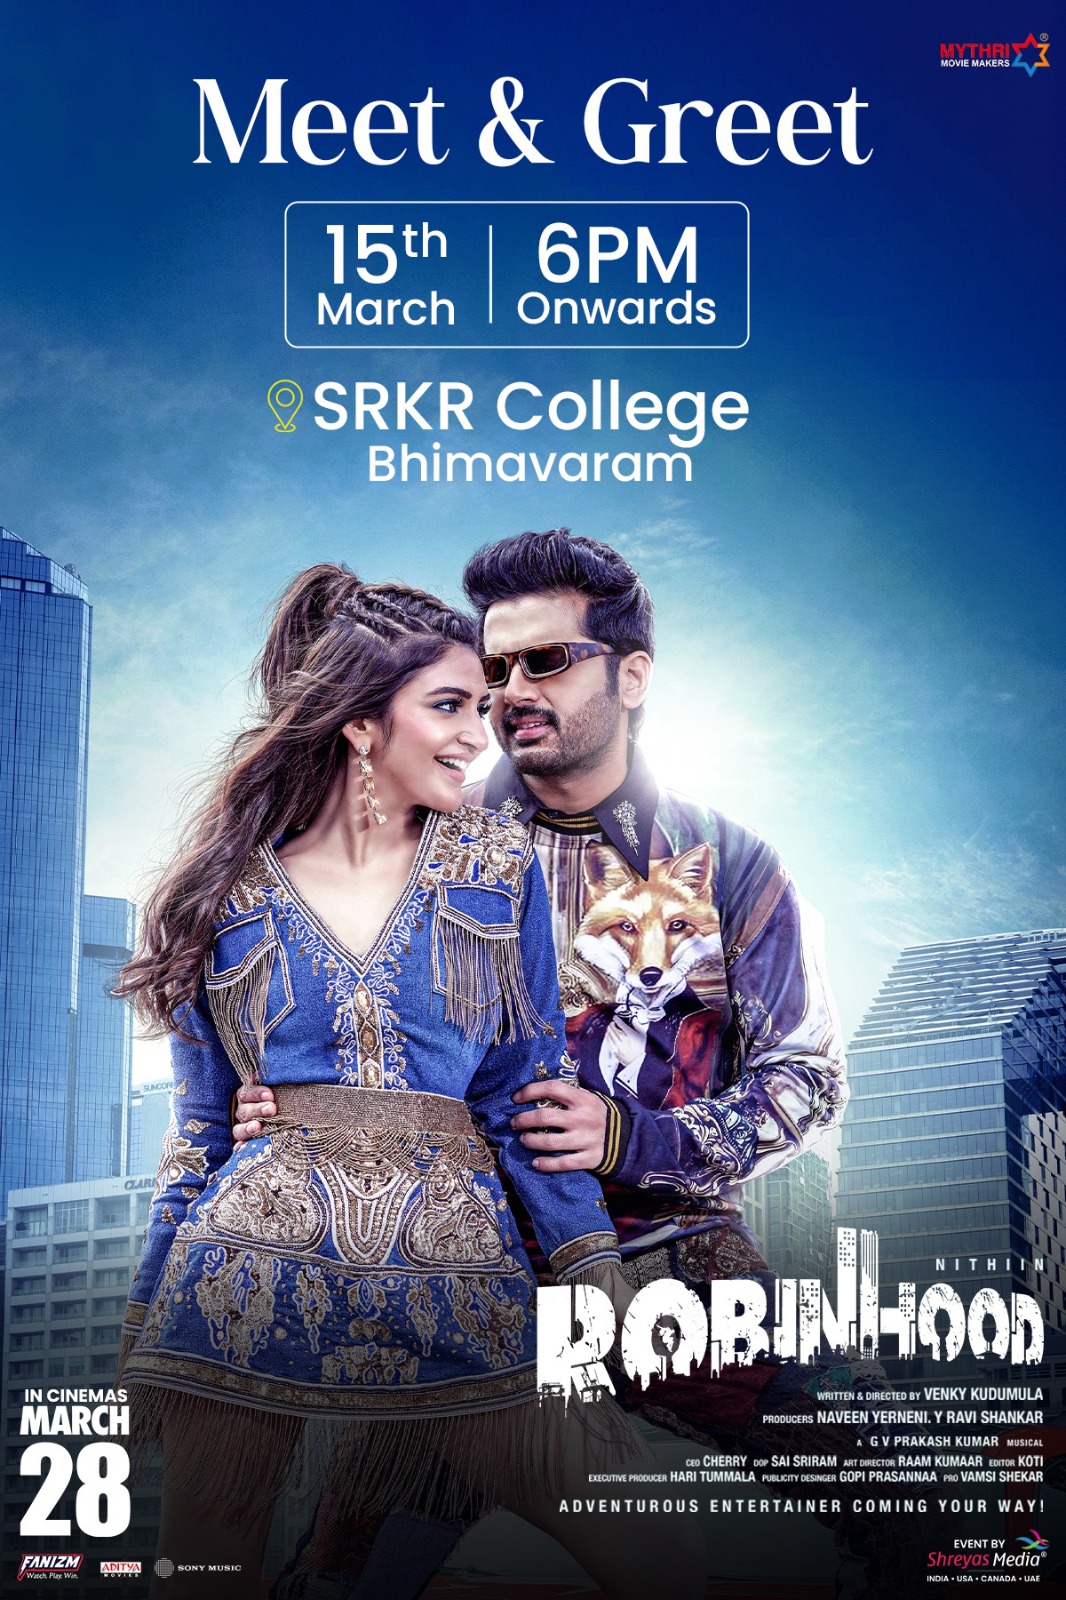 MYTHRI
MOVIE MAKERS
®
Meet & Greet
15th
March
6PM
Onwards
SRKR College
Bhimavaram
SUNCORP
CLAR
NITHIIN
ROBINHOOD
WRITTEN & DIRECTED BY VENKY KUDUMULA
PRODUCERS NAVEEN YERNENI. Y RAVI SHANKAR
A G V PRAKASH KUMAR MUSICAL
CEO CHERRY DOP SAI SRIRAM ART DIRECTOR RAAM KUMAAR EDITOR KOTI
EXECUTIVE PRODUCER HARI TUMMALA PUBLICITY DESINGER GOPI PRASANNAA PRO VAMSI SHEKAR
ADVENTUROUS ENTERTAINER COMING YOUR WAY!
IN CINEMAS
MARCH
28
FANIZM
Watch. Play. Win.
ADITYA
MOVIES
SONY MUSIC
EVENT BY
Shreyas Media®
INDIA • USA • CANADA • UAE